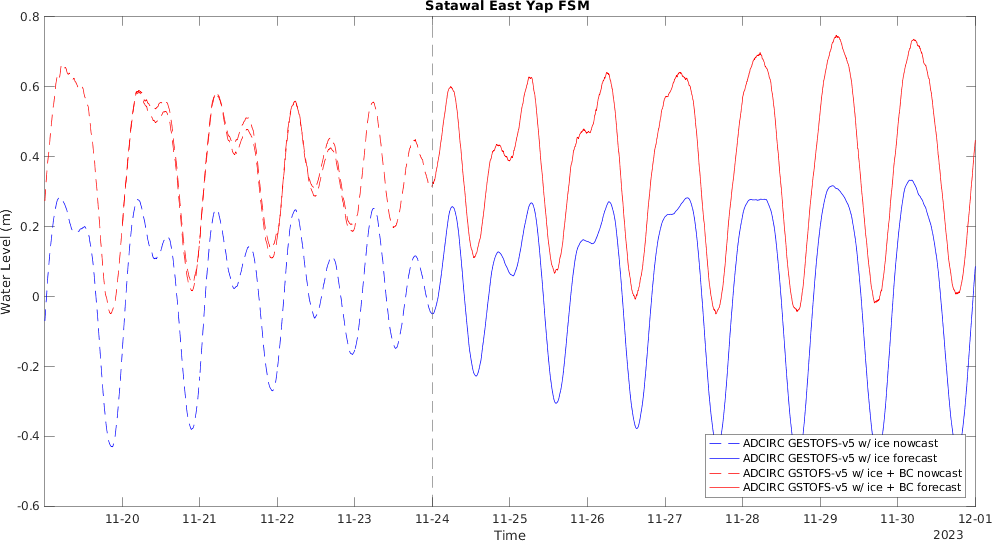 Satawal East Yap FSM
0.8
0.6
0.4
0.2
0
-0.2
-0.4
-0.6
Water Level (m)
ADCIRC GESTOFS-v5 w/ ice nowcast
ADCIRC GESTOFS-v5 w/ ice forecast
ADCIRC GSTOFS-v5 w/ ice + BC nowcast
ADCIRC GSTOFS-v5 w/ ice + BC forecast
11-20 11-21 11-22 11-23 11-24 11-25 11-26 11-27 11-28 11-29 11-30 12-01
Time
2023